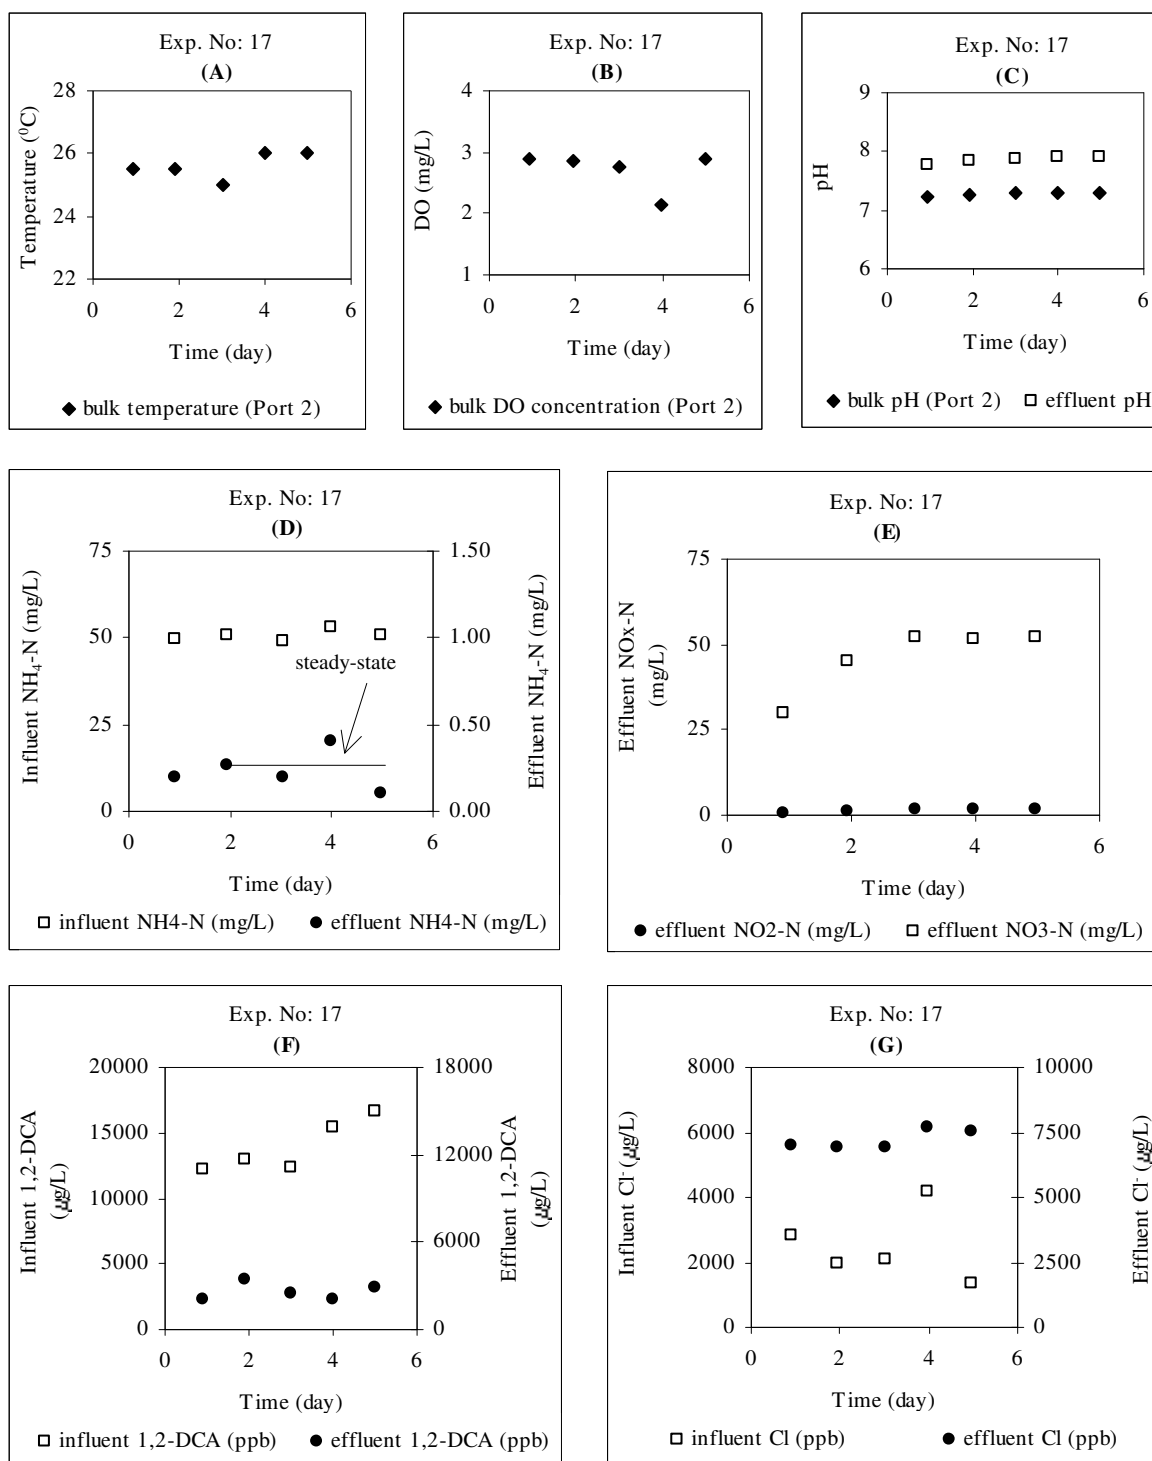 Exp. No: 17
(A)
Temperature (⁰C)
28
26
24
22
0 2 4 6
Time (day)
◆ bulk temperature (Port 2)
Exp. No: 17
(B)
DO (mg/L)
4
3
2
1
0 2 4 6
Time (day)
◆ bulk DO concentration (Port 2)
Exp. No: 17
(C)
pH
9
8
7
6
0 2 4 6
Time (day)
◆ bulk pH (Port 2) □ effluent pH
Exp. No: 17
(D)
Influent NH₄-N (mg/L)
75
50
25
0
steady-state
1.50
1.00
0.50
0.00
Effluent NH₄-N (mg/L)
0 2 4 6
Time (day)
□ influent NH4-N (mg/L) ● effluent NH4-N (mg/L)
Exp. No: 17
(E)
Effluent NOx-N
(mg/L)
75
50
25
0
0 2 4 6
Time (day)
● effluent NO2-N (mg/L) □ effluent NO3-N (mg/L)
Exp. No: 17
(F)
Influent 1,2-DCA
(µg/L)
20000
15000
10000
5000
0
18000
12000
6000
0
Effluent 1,2-DCA
(µg/L)
0 2 4 6
Time (day)
□ influent 1,2-DCA (ppb) ● effluent 1,2-DCA (ppb)
Exp. No: 17
(G)
Influent Cl⁻ (µg/L)
8000
6000
4000
2000
0
10000
7500
5000
2500
0
Effluent Cl⁻ (µg/L)
0 2 4 6
Time (day)
□ influent Cl (ppb) ● effluent Cl (ppb)